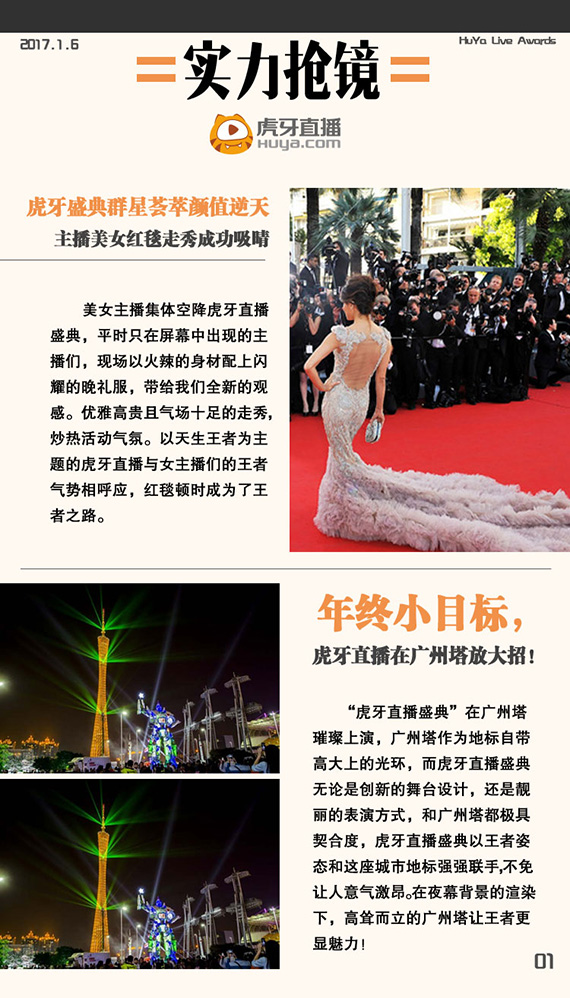 2017.1.6
HuYa Live Awards
实力抢镜
虎牙直播
HUYA.com
虎牙盛典群星荟萃颜值逆天
主播美女红毯走秀成功吸晴
美女主播集体空降虎牙直播
盛典，平时只在屏幕中出现的主
播们，现场以火辣的身材配上闪
耀的晚礼服，带给我们全新的观
感。优雅高贵且气场十足的走秀，
炒热活动气氛。以天生王者为主
题的虎牙直播与女主播们的王者
气势相呼应，红毯顿时成为了王
者之路。
年终小目标，
虎牙直播在广州塔放大招！
“虎牙直播盛典”在广州塔
璀璨上演，广州塔作为地标自带
高大上的光环，而虎牙直播盛典
无论是创新的舞台设计，还是靓
丽的表演方式，和广州塔都极具
契合度，虎牙直播盛典以王者姿
态和这座城市地标强强联手,不免
让人意气激昂。在夜幕背景的渲染
下，高耸而立的广州塔让王者更
显魅力！
01